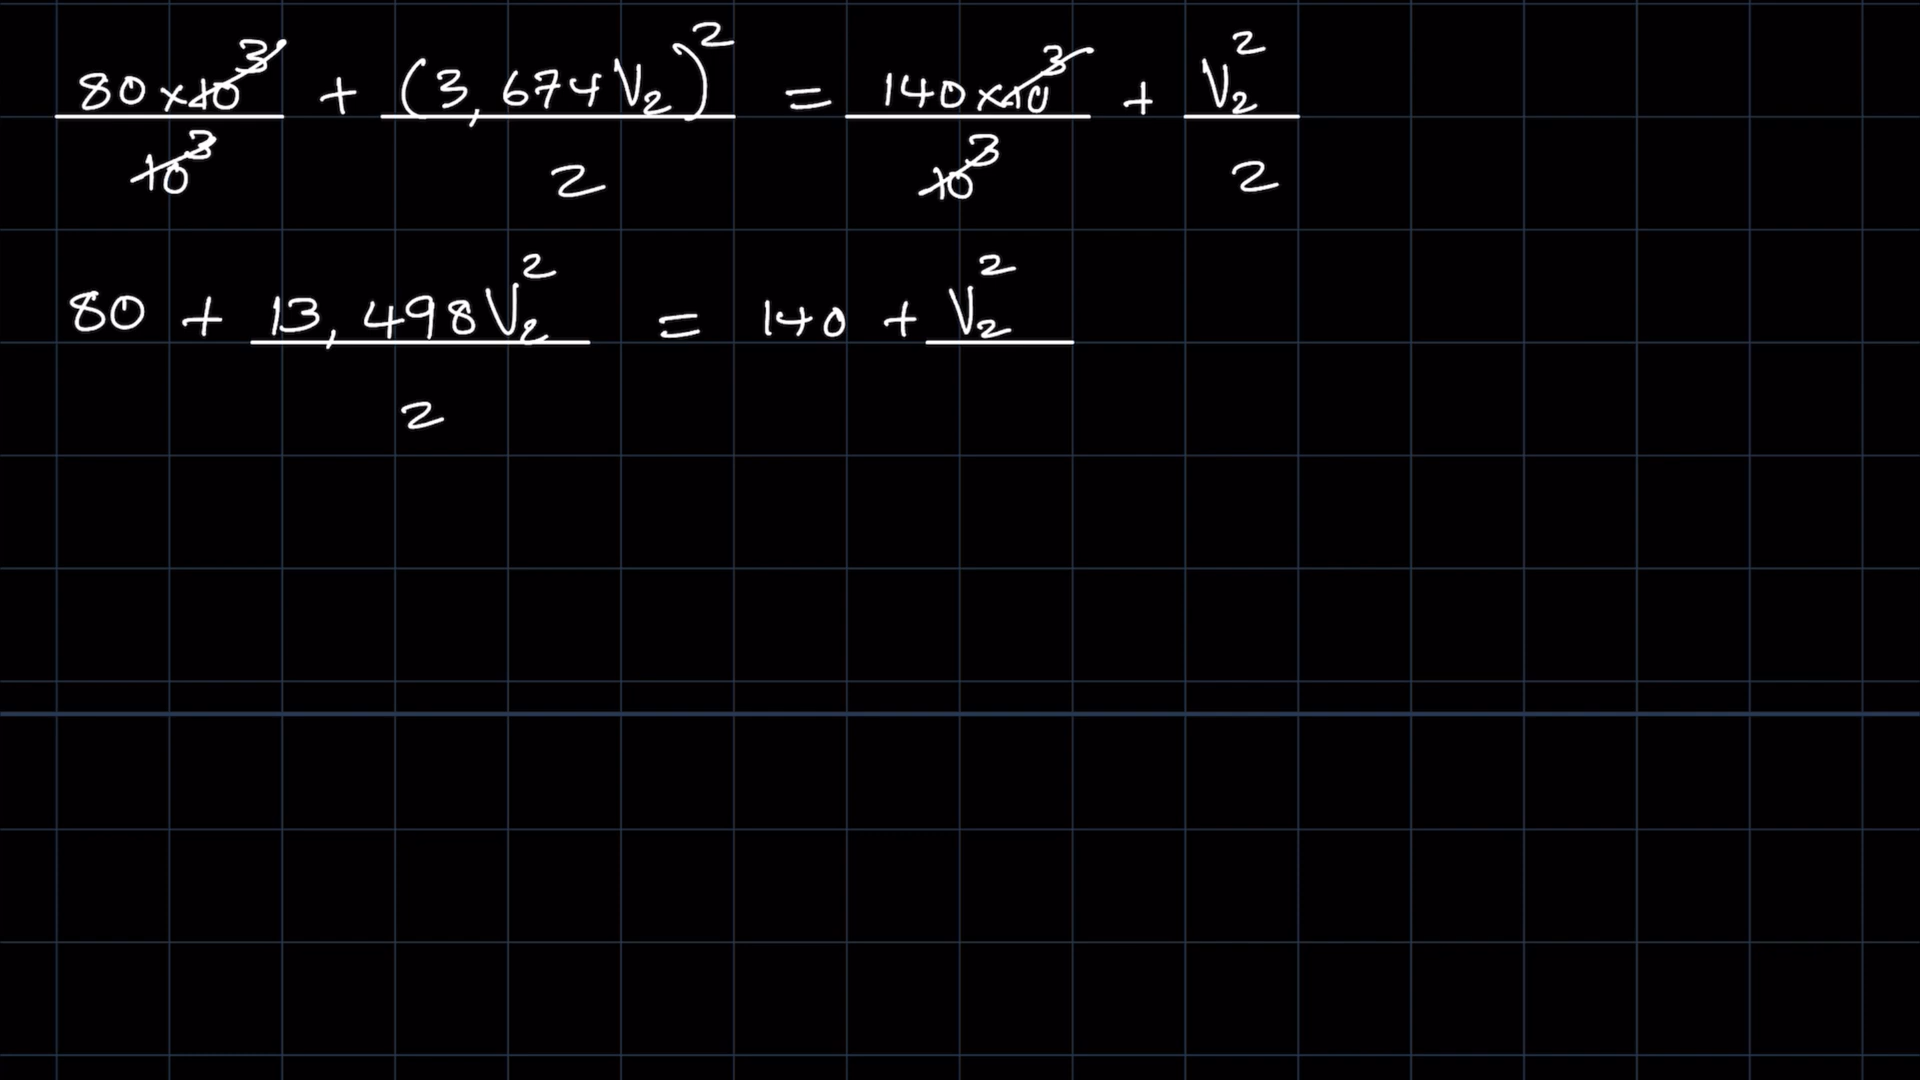 80×10³/10³ + (3,674V₂)²/2 = 140×10³/10³ + V₂²/2
80 + 13,498V₂²/2 = 140 + V₂²